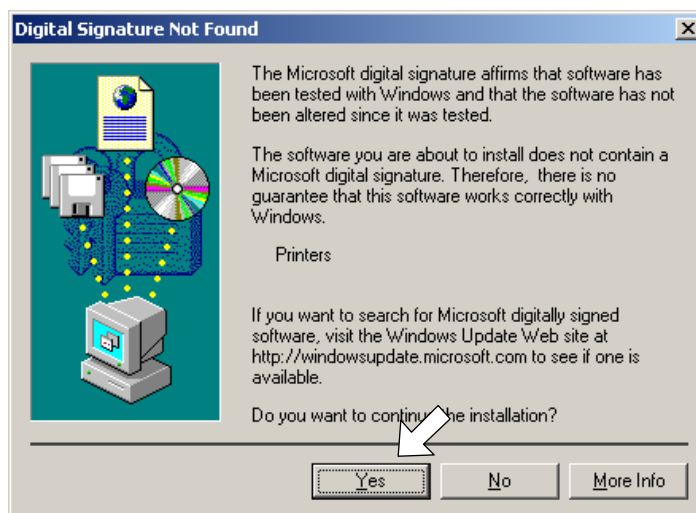 Digital Signature Not Found
The Microsoft digital signature affirms that software has
been tested with Windows and that the software has not
been altered since it was tested.
The software you are about to install does not contain a
Microsoft digital signature. Therefore, there is no
guarantee that this software works correctly with
Windows.
Printers
If you want to search for Microsoft digitally signed
software, visit the Windows Update Web site at
http://windowsupdate.microsoft.com to see if one is
available.
Do you want to continue the installation?
Yes No More Info